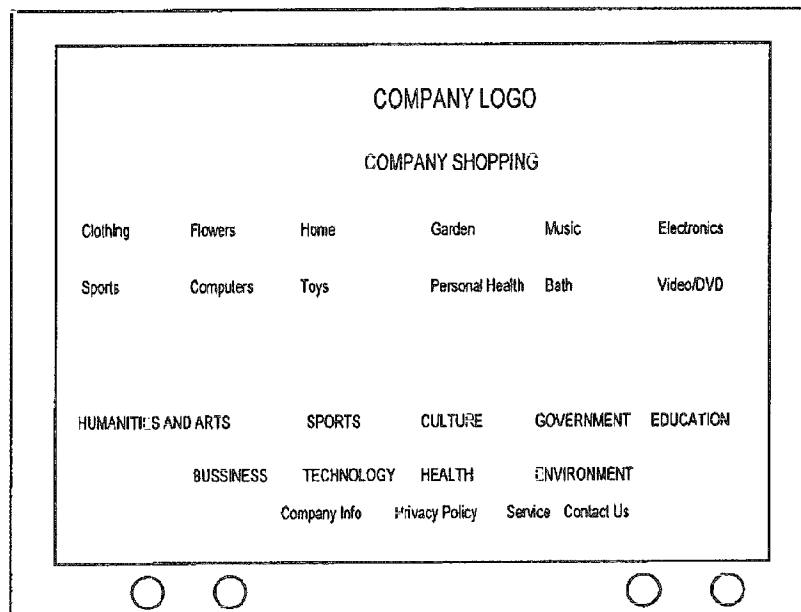 COMPANY LOGO
COMPANY SHOPPING
Clothing Flowers Home Garden Music Electronics
Sports Computers Toys Personal Health Bath Video/DVD
HUMANITIES AND ARTS SPORTS CULTURE GOVERNMENT EDUCATION
BUSSINESS TECHNOLOGY HEALTH ENVIRONMENT
Company Info Privacy Policy Service Contact Us